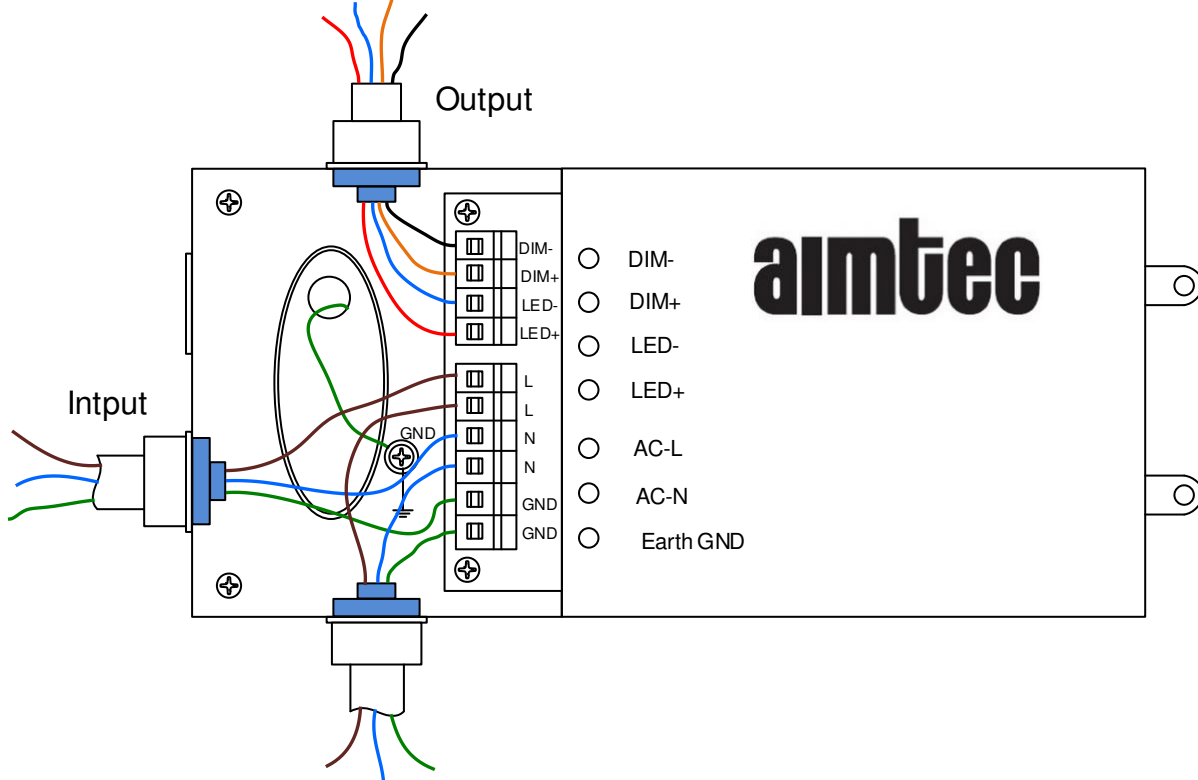 Output
DIM-
DIM+
LED-
LED+
L
L
N
N
GND
GND
GND
Intput
aimtec
DIM-
DIM+
LED-
LED+
AC-L
AC-N
Earth GND